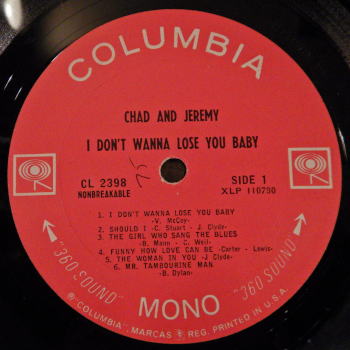 COLUMBIA
CHAD AND JEREMY
I DON'T WANNA LOSE YOU BABY
CL 2398
NONBREAKABLE
75
SIDE 1
XLP 110790
1. I DON'T WANNA LOSE YOU BABY
-V. McCoy-
2. SHOULD I -C. Stuart - J. Clyde-
3. THE GIRL WHO SANG THE BLUES
-B. Mann - C. Weil-
4. FUNNY HOW LOVE CAN BE -Carter - Lewis-
5. THE WOMAN IN YOU -J Clyde-
6. MR. TAMBOURINE MAN
-B. Dylan-
"360 SOUND" MONO "360 SOUND"
"COLUMBIA", MARCAS REG. PRINTED IN U.S.A.